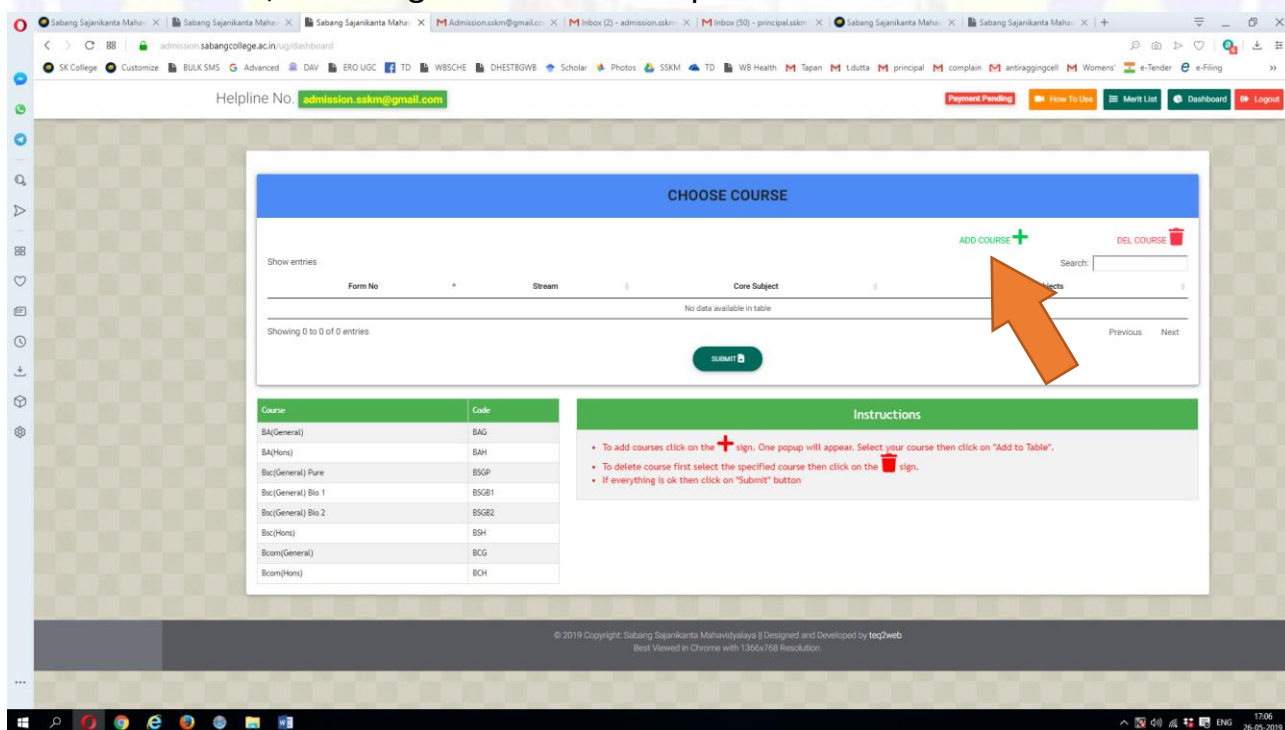 Sabang Sajanikanta Maha
Sabang Sajanikanta Maha
Sabang Sajanikanta Maha
Admission.sskm@gmail.co
Inbox (2) - admission.sskm
Inbox (50) - principal.sskm
Sabang Sajanikanta Maha
Sabang Sajanikanta Maha
admission.sabangcollege.ac.in/ug/dashboard
SK College Customize BULK SMS Advanced DAV ERO UGC TD WBSCHE DHESTBGWB Scholar Photos SSKM TD WB Health Tapan t.dutta principal complain antiraggingcell Womens' e-Tender e-Filing
Helpline No. admission.sskm@gmail.com Payment Pending How To Use Merit List Dashboard Logout
CHOOSE COURSE
ADD COURSE DEL COURSE
Show entries Search:
Form No Stream Core Subject
No data available in table
Showing 0 to 0 of 0 entries Previous Next
SUBMIT
Course Code
BA(General) BAG
BA(Hons) BAH
Bsc(General) Pure BSGP
Bsc(General) Bio 1 BSGB1
Bsc(General) Bio 2 BSGB2
Bsc(Hons) BSH
Bcom(General) BCG
Bcom(Hons) BCH
Instructions
• To add courses click on the + sign. One popup will appear. Select your course then click on "Add to Table".
• To delete course first select the specified course then click on the sign.
• If everything is ok then click on "Submit" button
© 2019 Copyright: Sabang Sajanikanta Mahavidyalaya || Designed and Developed by teq2web
Best Viewed in Chrome with 1366x768 Resolution
ENG 17:06
26-05-2019